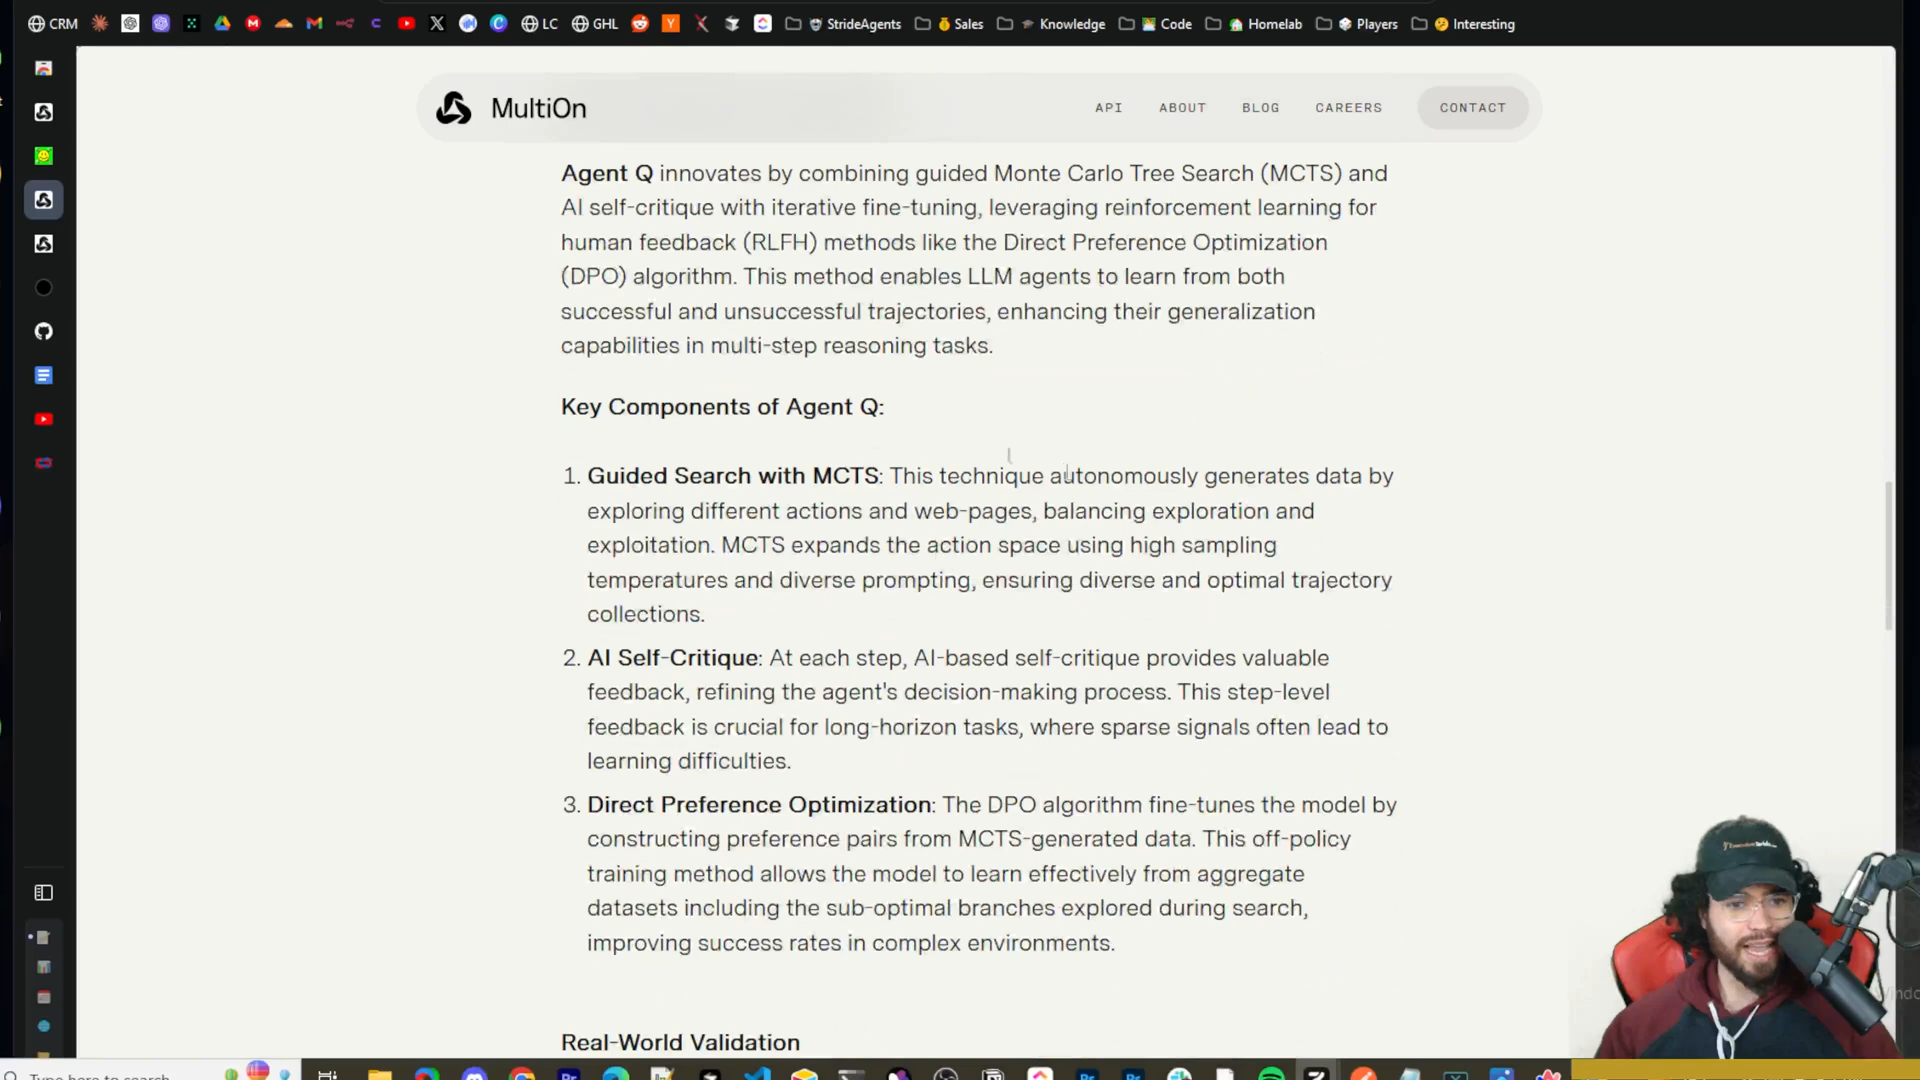 CRM
LC
GHL
StrideAgents
Sales
Knowledge
Code
Homelab
Players
Interesting
MultiOn
API
ABOUT
BLOG
CAREERS
CONTACT
Agent Q innovates by combining guided Monte Carlo Tree Search (MCTS) and
AI self-critique with iterative fine-tuning, leveraging reinforcement learning for
human feedback (RLFH) methods like the Direct Preference Optimization
(DPO) algorithm. This method enables LLM agents to learn from both
successful and unsuccessful trajectories, enhancing their generalization
capabilities in multi-step reasoning tasks.
Key Components of Agent Q:
1. Guided Search with MCTS: This technique autonomously generates data by
exploring different actions and web-pages, balancing exploration and
exploitation. MCTS expands the action space using high sampling
temperatures and diverse prompting, ensuring diverse and optimal trajectory
collections.
2. AI Self-Critique: At each step, AI-based self-critique provides valuable
feedback, refining the agent's decision-making process. This step-level
feedback is crucial for long-horizon tasks, where sparse signals often lead to
learning difficulties.
3. Direct Preference Optimization: The DPO algorithm fine-tunes the model by
constructing preference pairs from MCTS-generated data. This off-policy
training method allows the model to learn effectively from aggregate
datasets including the sub-optimal branches explored during search,
improving success rates in complex environments.
Real-World Validation
Type here to search